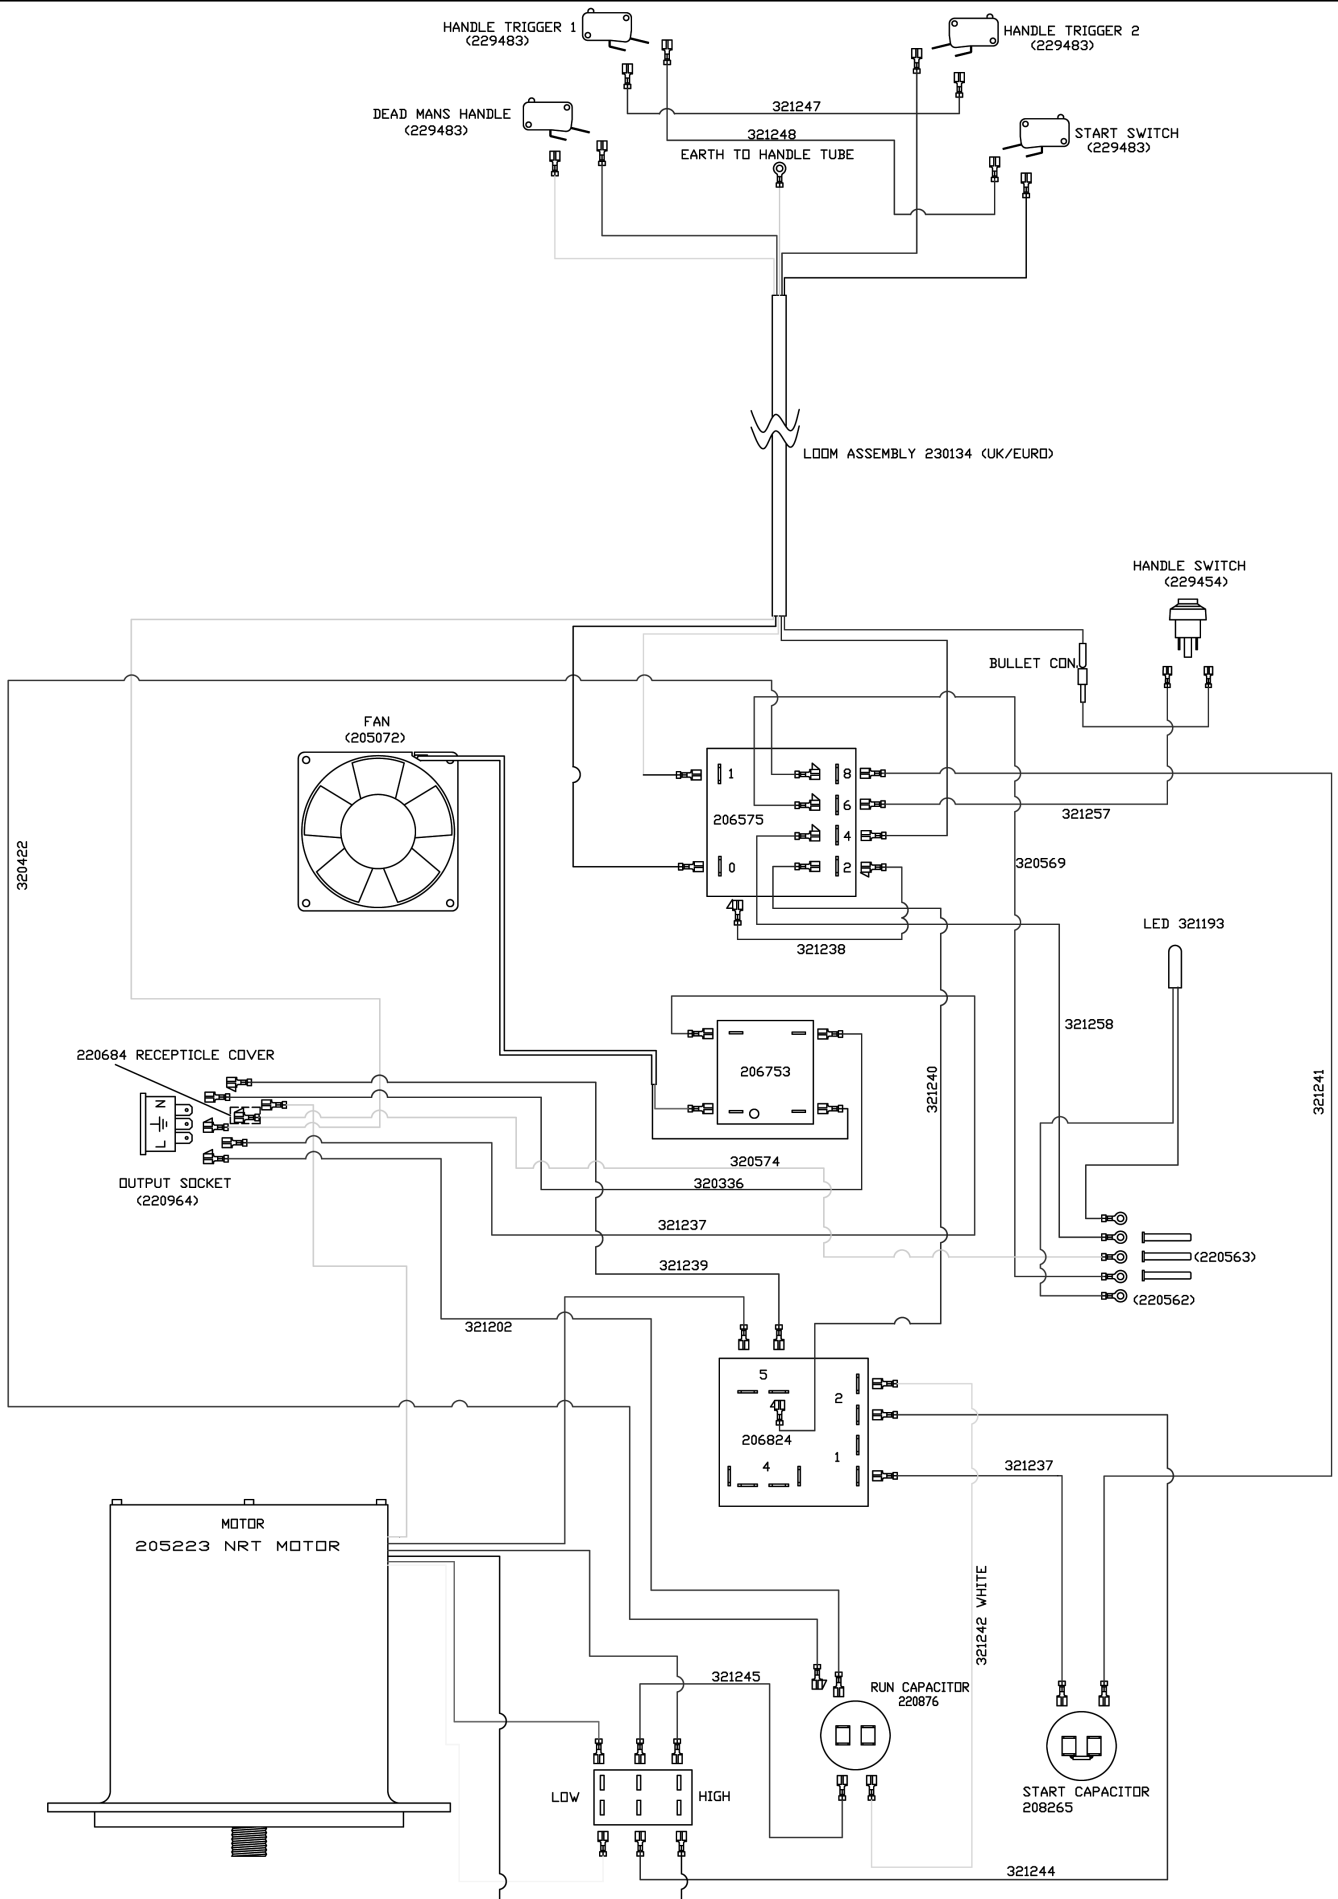 HANDLE TRIGGER 1
(229483)
HANDLE TRIGGER 2
(229483)
DEAD MANS HANDLE
(229483)
321247
321248
EARTH TO HANDLE TUBE
START SWITCH
(229483)
LOOM ASSEMBLY 230134 (UK/EURO)
HANDLE SWITCH
(229454)
BULLET CON.
FAN
(205072)
1
8
6
206575
4
0
2
321257
320422
320569
321238
LED 321193
321258
220684 RECEPTICLE COVER
206753
321240
321241
N
L
OUTPUT SOCKET
(220964)
320574
320336
321237
321239
(220563)
(220562)
321202
5
2
206824
1
4
321237
MOTOR
205223 NRT MOTOR
321242 WHITE
321245
RUN CAPACITOR
220876
LOW
HIGH
START CAPACITOR
208265
321244